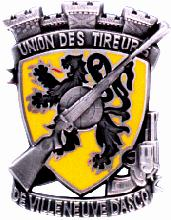 UNION DES TIREUR
DE VILLENEUVE D'ASCQ